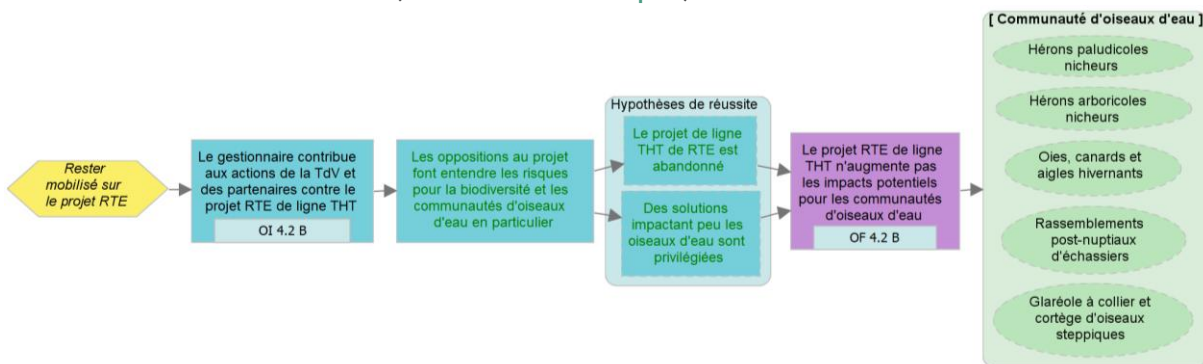 Rester
mobilisé sur
le projet RTE
Le gestionnaire contribue
aux actions de la TdV et
des partenaires contre le
projet RTE de ligne THT
OI 4.2 B
Les oppositions au projet
font entendre les risques
pour la biodiversité et les
communautés d'oiseaux
d'eau en particulier
Hypothèses de réussite
Le projet de ligne
THT de RTE est
abandonné
Des solutions
impactant peu les
oiseaux d'eau sont
privilégiées
Le projet RTE de ligne
THT n'augmente pas
les impacts potentiels
pour les communautés
d'oiseaux d'eau
OF 4.2 B
[ Communauté d'oiseaux d'eau ]
Hérons paludicoles
nicheurs
Hérons arboricoles
nicheurs
Oies, canards et
aigles hivernants
Rassemblements
post-nuptiaux
d'échassiers
Glaréole à collier et
cortège d'oiseaux
steppiques